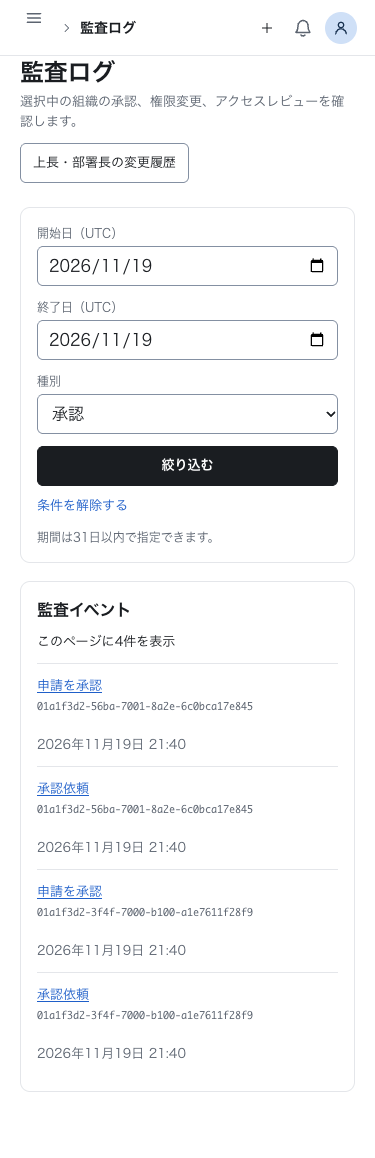 監査ログ
監査ログ
選択中の組織の承認、権限変更、アクセスレビューを確
認します。
上長・部署長の変更履歴
開始日（UTC）
2026/11/19
終了日（UTC）
2026/11/19
種別
承認
絞り込む
条件を解除する
期間は31日以内で指定できます。
監査イベント
このページに4件を表示
申請を承認
01a1f3d2-56ba-7001-8a2e-6c0bca17e845
2026年11月19日 21:40
承認依頼
01a1f3d2-56ba-7001-8a2e-6c0bca17e845
2026年11月19日 21:40
申請を承認
01a1f3d2-3f4f-7000-b100-a1e7611f28f9
2026年11月19日 21:40
承認依頼
01a1f3d2-3f4f-7000-b100-a1e7611f28f9
2026年11月19日 21:40